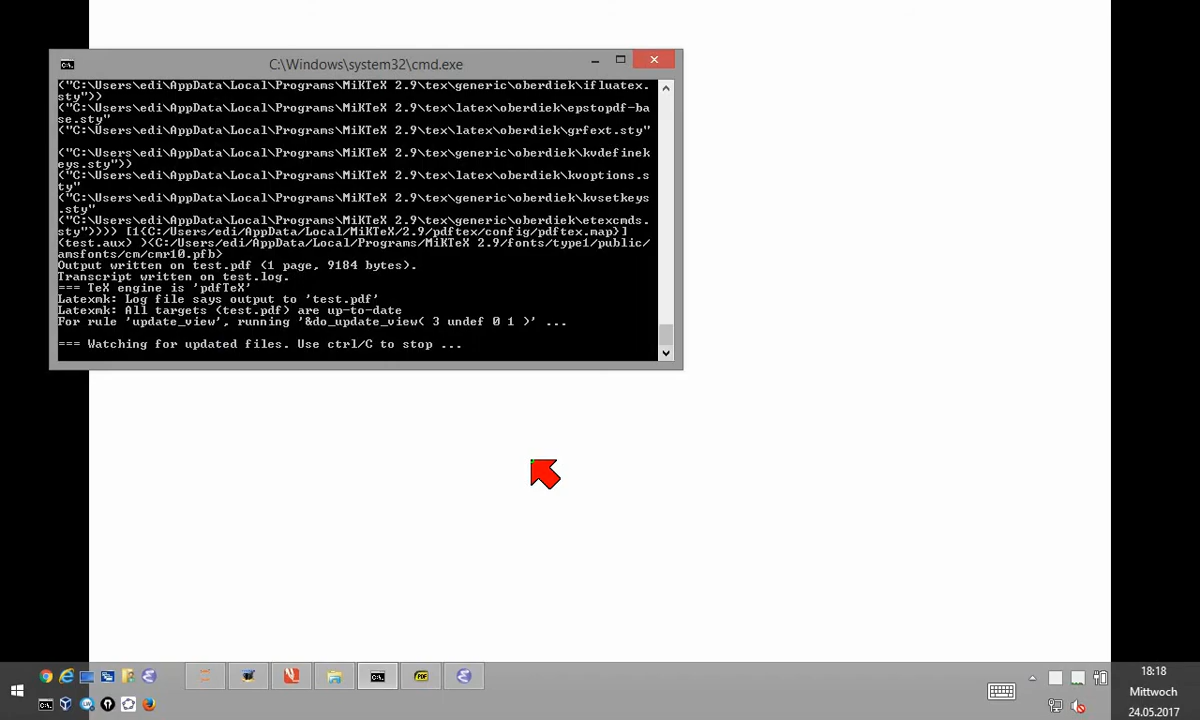 C:\Windows\system32\cmd.exe
("C:\Users\edi\AppData\Local\Programs\MiKTeX 2.9\tex\generic\oberdiek\ifluatex.
sty"))
("C:\Users\edi\AppData\Local\Programs\MiKTeX 2.9\tex\latex\oberdiek\epstopdf-ba
se.sty"
("C:\Users\edi\AppData\Local\Programs\MiKTeX 2.9\tex\latex\oberdiek\grfext.sty"
("C:\Users\edi\AppData\Local\Programs\MiKTeX 2.9\tex\generic\oberdiek\kvdefinek
eys.sty"))
("C:\Users\edi\AppData\Local\Programs\MiKTeX 2.9\tex\latex\oberdiek\kvoptions.s
ty"
("C:\Users\edi\AppData\Local\Programs\MiKTeX 2.9\tex\generic\oberdiek\kvsetkeys
.sty"
("C:\Users\edi\AppData\Local\Programs\MiKTeX 2.9\tex\generic\oberdiek\etexcmds.
sty")))) [1{C:/Users/edi/AppData/Local/MiKTeX/2.9/pdftex/config/pdftex.map}]
(test.aux) )<C:/Users/edi/AppData/Local/Programs/MiKTeX 2.9/fonts/type1/public/
amsfonts/cm/cmr10.pfb>
Output written on test.pdf (1 page, 9184 bytes).
Transcript written on test.log.
=== TeX engine is 'pdfTeX'
Latexmk: Log file says output to 'test.pdf'
Latexmk: All targets (test.pdf) are up-to-date
For rule 'update_view', running '&do_update_view( 3 undef 0 1 )' ...
=== Watching for updated files. Use ctrl/C to stop ...
PDF
18:18
Mittwoch
24.05.2017